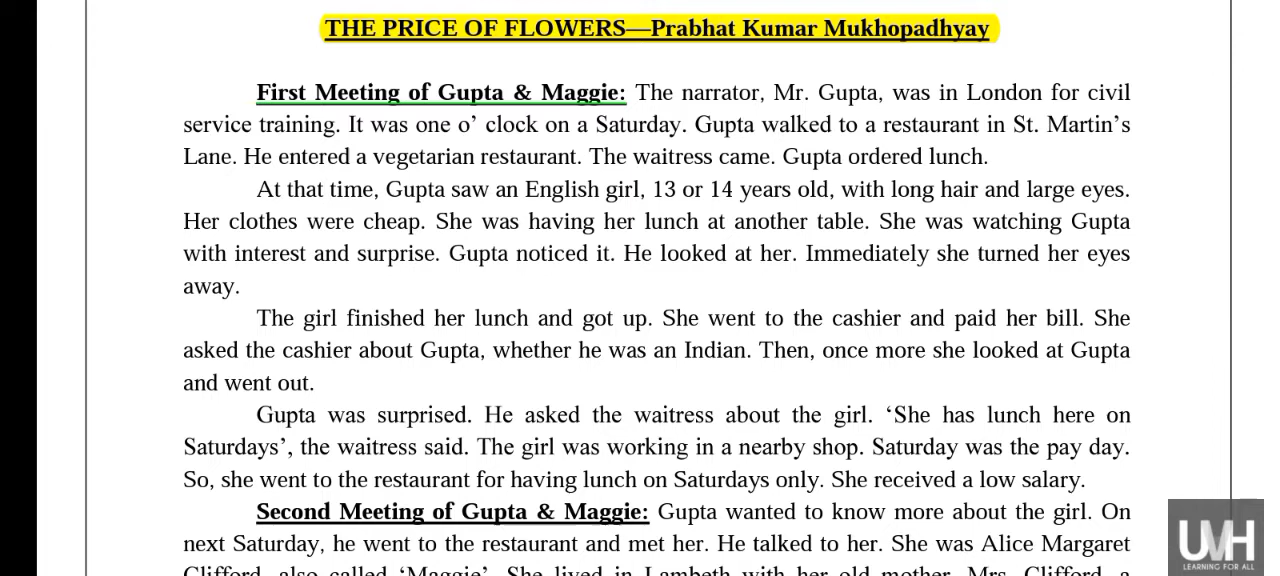 THE PRICE OF FLOWERS—Prabhat Kumar Mukhopadhyay
First Meeting of Gupta & Maggie: The narrator, Mr. Gupta, was in London for civil
service training. It was one o’ clock on a Saturday. Gupta walked to a restaurant in St. Martin’s
Lane. He entered a vegetarian restaurant. The waitress came. Gupta ordered lunch.
At that time, Gupta saw an English girl, 13 or 14 years old, with long hair and large eyes.
Her clothes were cheap. She was having her lunch at another table. She was watching Gupta
with interest and surprise. Gupta noticed it. He looked at her. Immediately she turned her eyes
away.
The girl finished her lunch and got up. She went to the cashier and paid her bill. She
asked the cashier about Gupta, whether he was an Indian. Then, once more she looked at Gupta
and went out.
Gupta was surprised. He asked the waitress about the girl. ‘She has lunch here on
Saturdays’, the waitress said. The girl was working in a nearby shop. Saturday was the pay day.
So, she went to the restaurant for having lunch on Saturdays only. She received a low salary.
Second Meeting of Gupta & Maggie: Gupta wanted to know more about the girl. On
next Saturday, he went to the restaurant and met her. He talked to her. She was Alice Margaret
Clifford, also called ‘Maggie’. She lived in Lambeth with her old mother, Mrs. Clifford, a
UVH
LEARNING FOR ALL